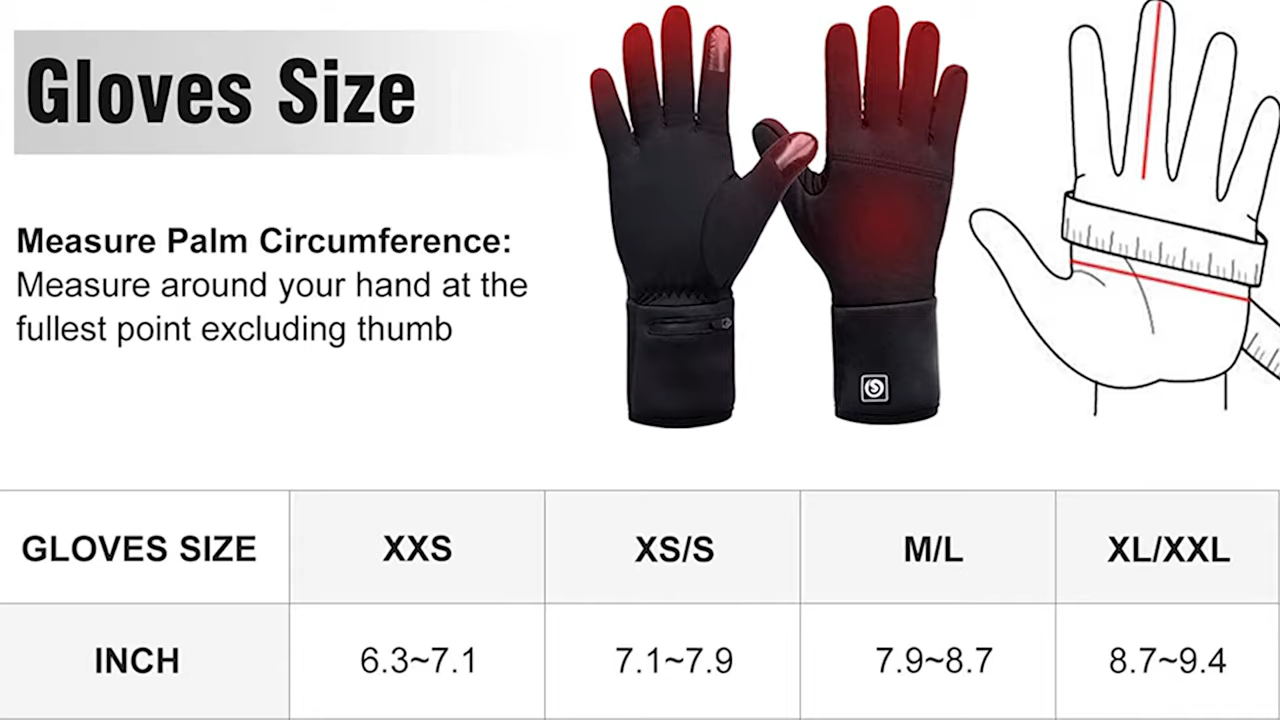 Gloves Size
Measure Palm Circumference:
Measure around your hand at the
fullest point excluding thumb
GLOVES SIZE XXS XS/S M/L XL/XXL
INCH 6.3~7.1 7.1~7.9 7.9~8.7 8.7~9.4